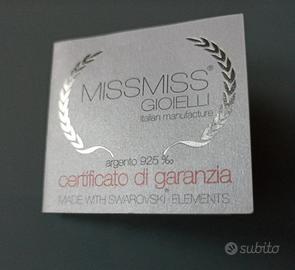 MISSMISS®
GIOIELLI
italian manufacture
argento 925 ‰
certificato di garanzia
MADE WITH SWAROVSKI® ELEMENTS
subito